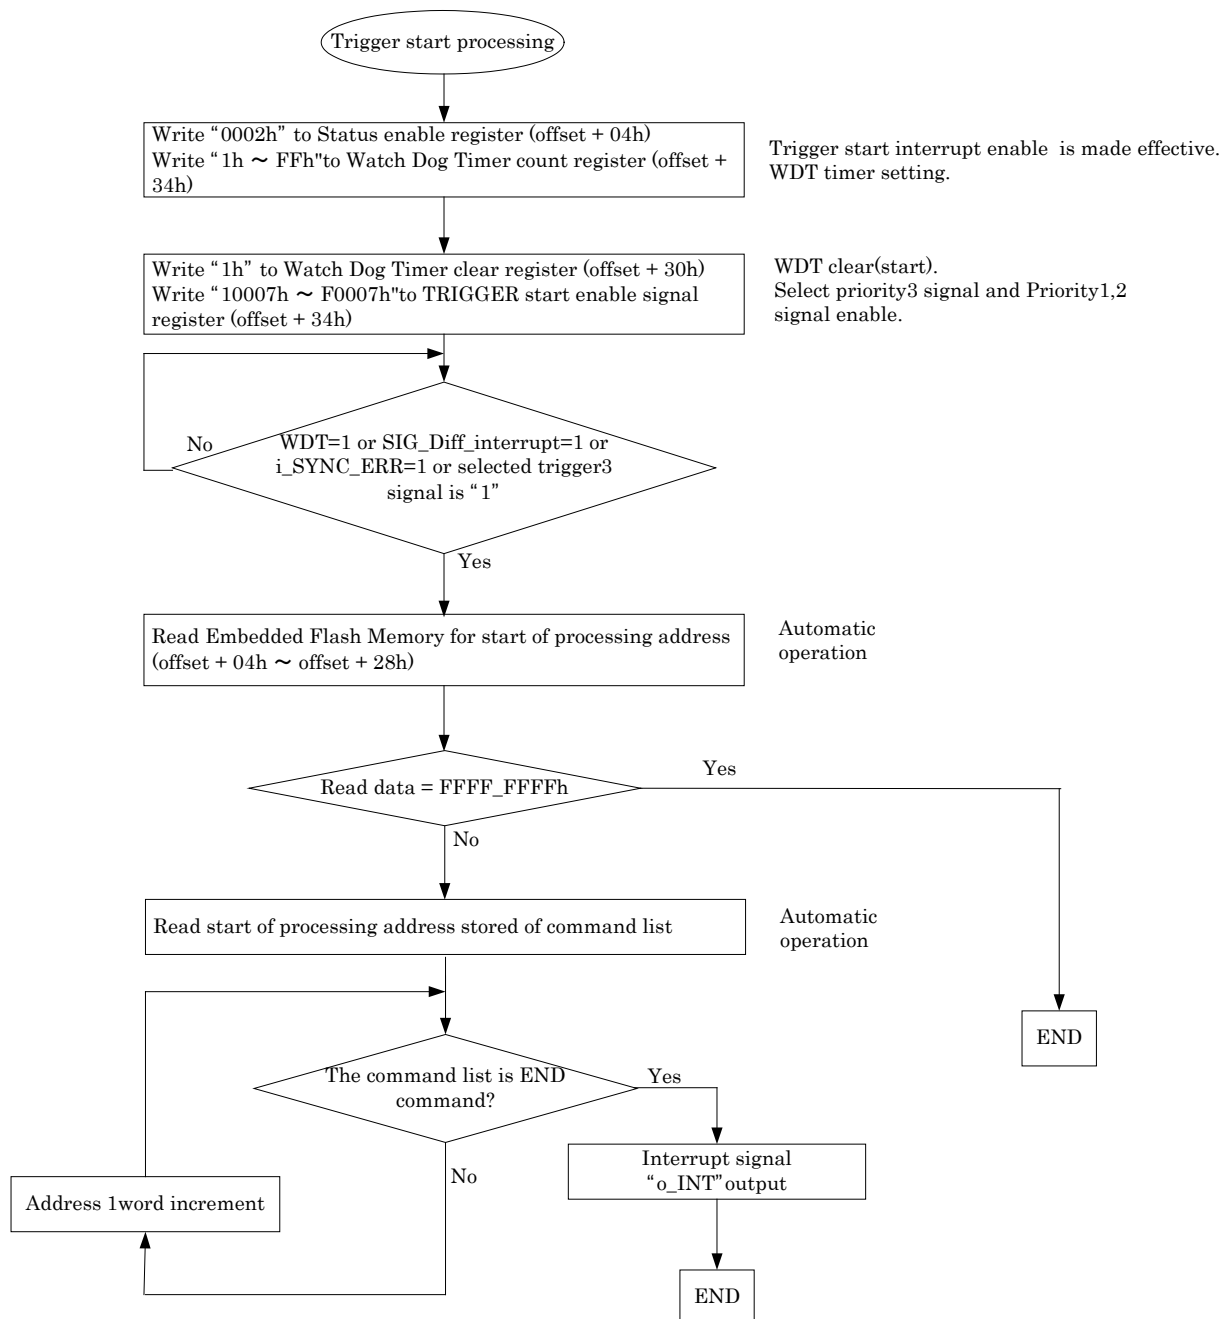 Trigger start processing
Write “0002h” to Status enable register (offset + 04h)
Write “1h ～ FFh"to Watch Dog Timer count register (offset +
34h)
Trigger start interrupt enable is made effective.
WDT timer setting.
Write “1h” to Watch Dog Timer clear register (offset + 30h)
Write “10007h ～ F0007h"to TRIGGER start enable signal
register (offset + 34h)
WDT clear(start).
Select priority3 signal and Priority1,2
signal enable.
No
WDT=1 or SIG_Diff_interrupt=1 or
i_SYNC_ERR=1 or selected trigger3
signal is “1”
Yes
Read Embedded Flash Memory for start of processing address
(offset + 04h ～ offset + 28h)
Automatic
operation
Read data = FFFF_FFFFh
Yes
No
Read start of processing address stored of command list
Automatic
operation
END
The command list is END
command?
Yes
No
Interrupt signal
“o_INT”output
Address 1word increment
END